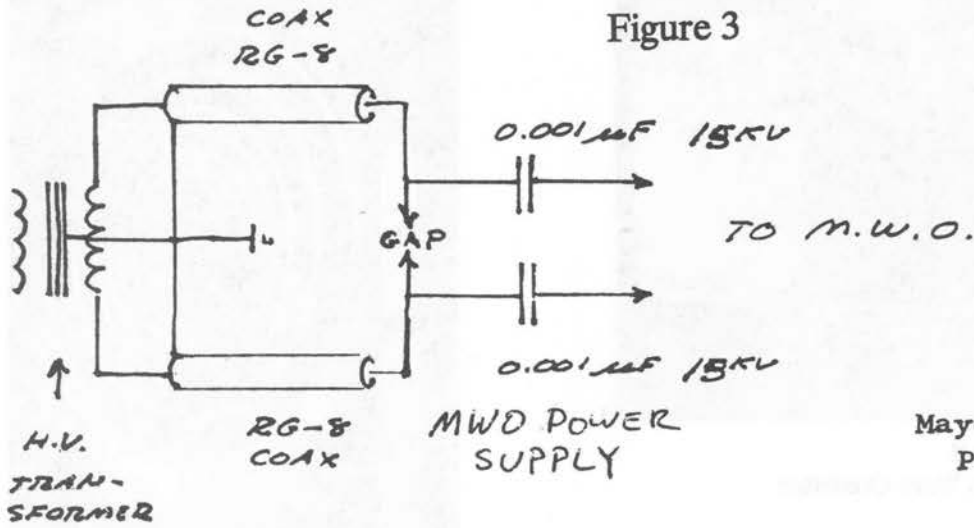 COAX
RG-8
Figure 3
0.001 µF 15KV
GAP
TO M.W.O.
0.001 µF 15KV
RG-8
COAX
MWO POWER
SUPPLY
H.V.
TRAN-
SFORMER
May
P